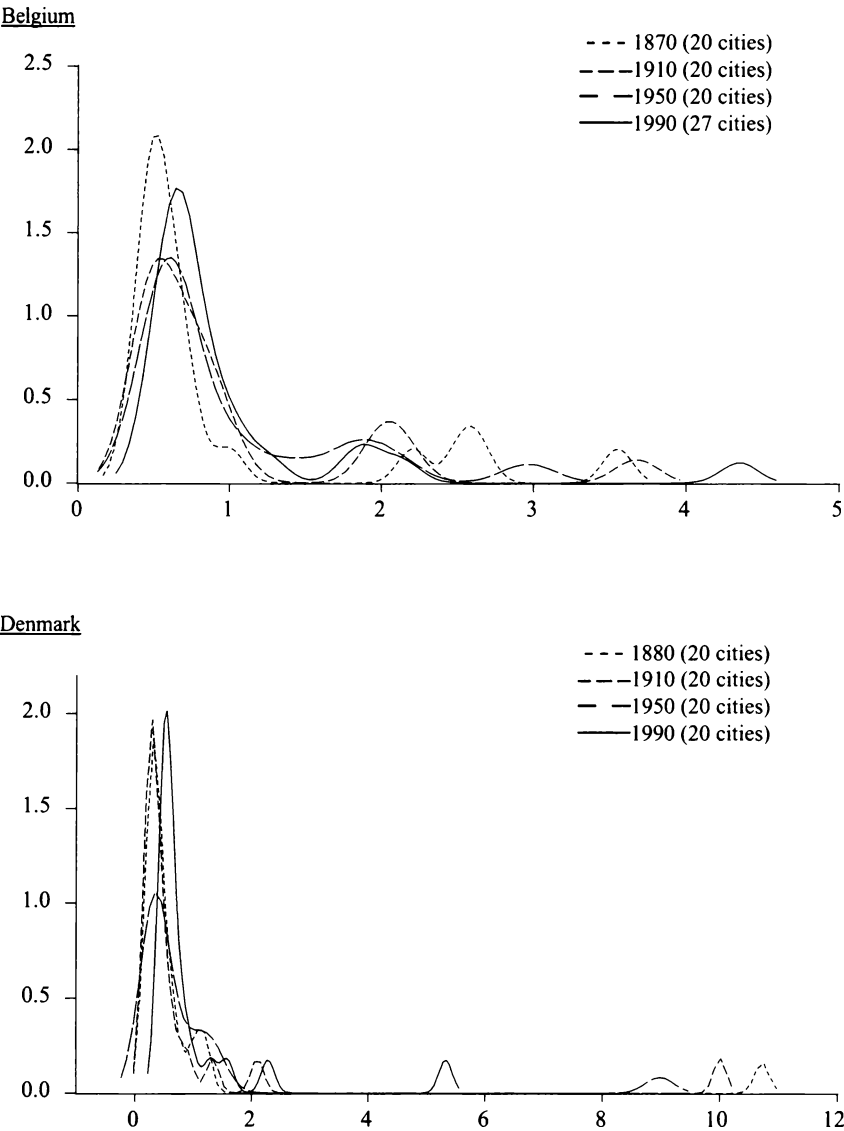 Belgium
1870 (20 cities)
1910 (20 cities)
1950 (20 cities)
1990 (27 cities)
2.5
2.0
1.5
1.0
0.5
0.0
0 1 2 3 4 5
Denmark
1880 (20 cities)
1910 (20 cities)
1950 (20 cities)
1990 (20 cities)
2.0
1.5
1.0
0.5
0.0
0 2 4 6 8 10 12